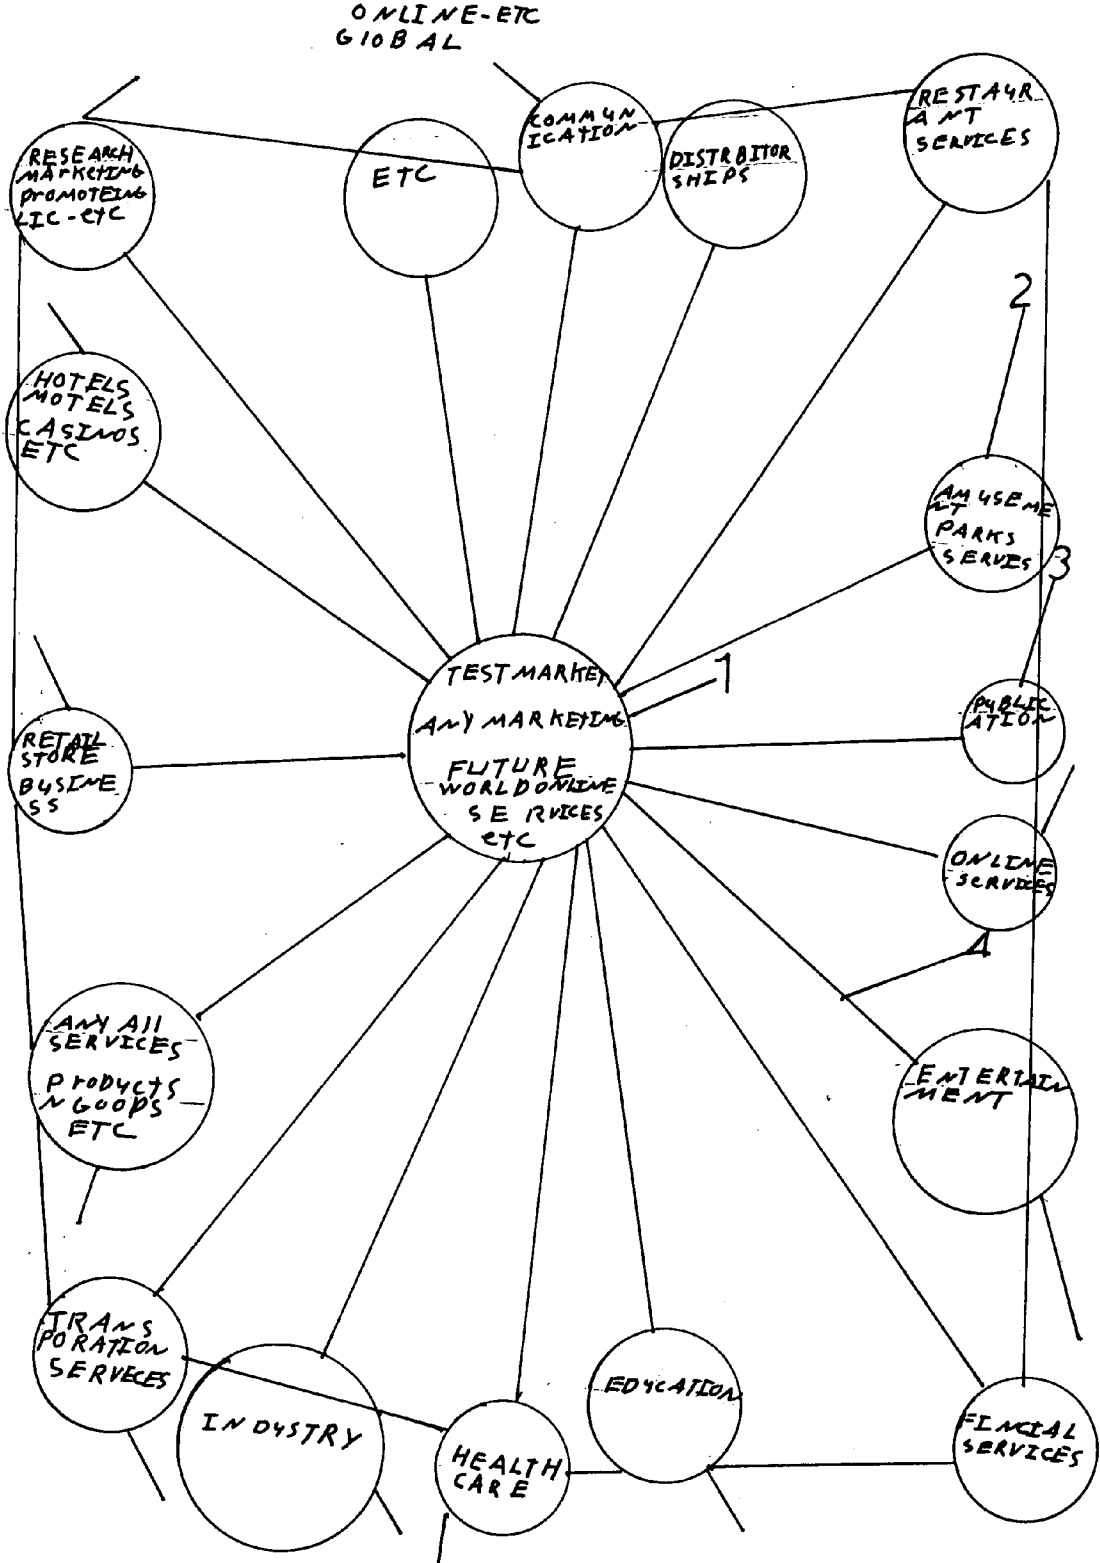 ONLINE-ETC
GlOBAL
COMMUN
ICATION
RESTAUR
ANT
SERVICES
RESEARCH
MARKETING
PROMOTEING
LIC-etc
ETC
DISTRBITOR
SHIPS
2
HOTELS
MOTELS
CASINOS
ETC
AMUSEME
NT
PARKS
SERVIES
3
TEST MARKET
ANY MARKETING
FUTURE
WORLD ONLINE
SERVICES
etc
1
PUBLIC
ATION
RETAIL
STORE
BUSINE
SS
ONLINE
SERVICES
4
ANY All
SERVICES
PRODUCTS
N GOODS
ETC
ENTERTAIN
MENT
TRANS
PORATION
SERVECES
INDUSTRY
HEALTH
CARE
EDUCATION
FINCIAL
SERVICES